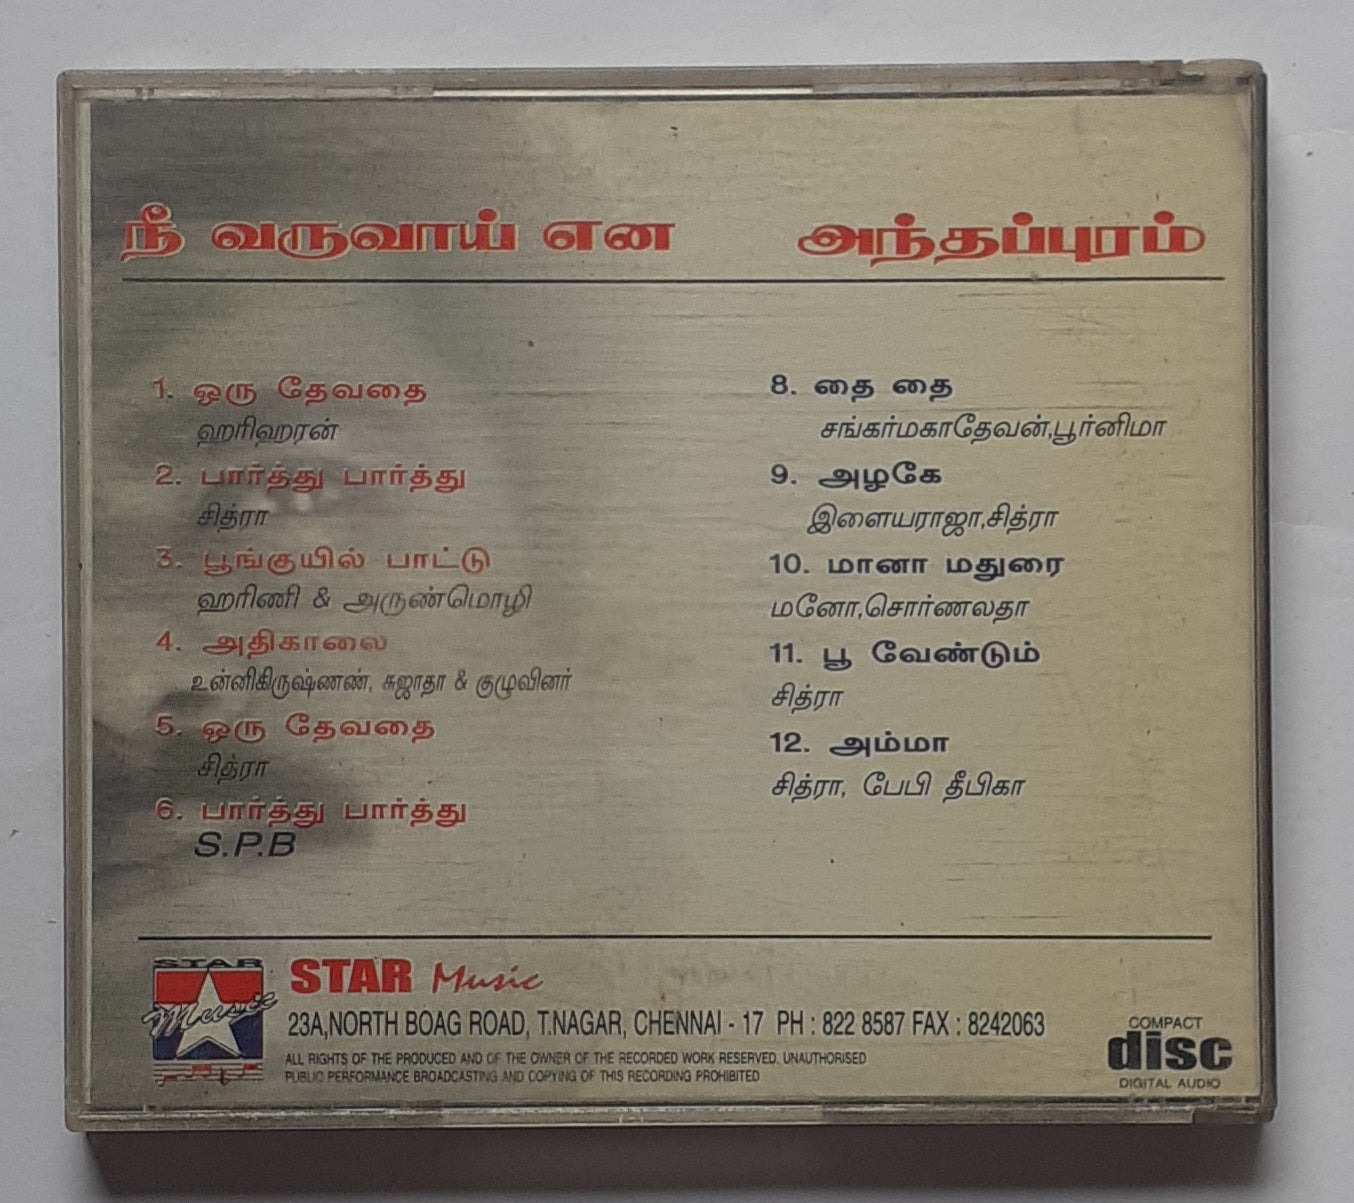 நீ வருவாய் என
அந்தப்புரம்
1. ஒரு தேவதை
ஹரிஹரன்
2. பார்த்து பார்த்து
சித்ரா
3. பூங்குயில் பாட்டு
ஹரிணி & அருண்மொழி
4. அதிகாலை
உன்னிகிருஷ்ணண், சுஜாதா & குழுவினர்
5. ஒரு தேவதை
சித்ரா
6. பார்த்து பார்த்து
S.P.B
8. தை தை
சங்கர்மகாதேவன்,பூர்னிமா
9. அழகே
இளையராஜா,சித்ரா
10. மானா மதுரை
மனோ,சொர்ணலதா
11. பூ வேண்டும்
சித்ரா
12. அம்மா
சித்ரா, பேபி தீபிகா
STAR
Music
STAR Music
23A,NORTH BOAG ROAD, T.NAGAR, CHENNAI - 17 PH : 822 8587 FAX : 8242063
ALL RIGHTS OF THE PRODUCED AND OF THE OWNER OF THE RECORDED WORK RESERVED. UNAUTHORISED
PUBLIC PERFORMANCE BROADCASTING AND COPYING OF THIS RECORDING PROHIBITED
COMPACT
disc
DIGITAL AUDIO